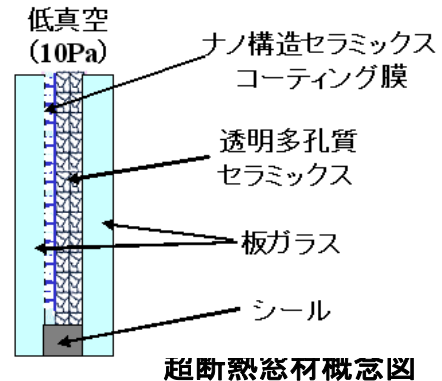 低真空
(10Pa)
ナノ構造セラミックス
コーティング膜
透明多孔質
セラミックス
板ガラス
シール
超断熱窓材概念図